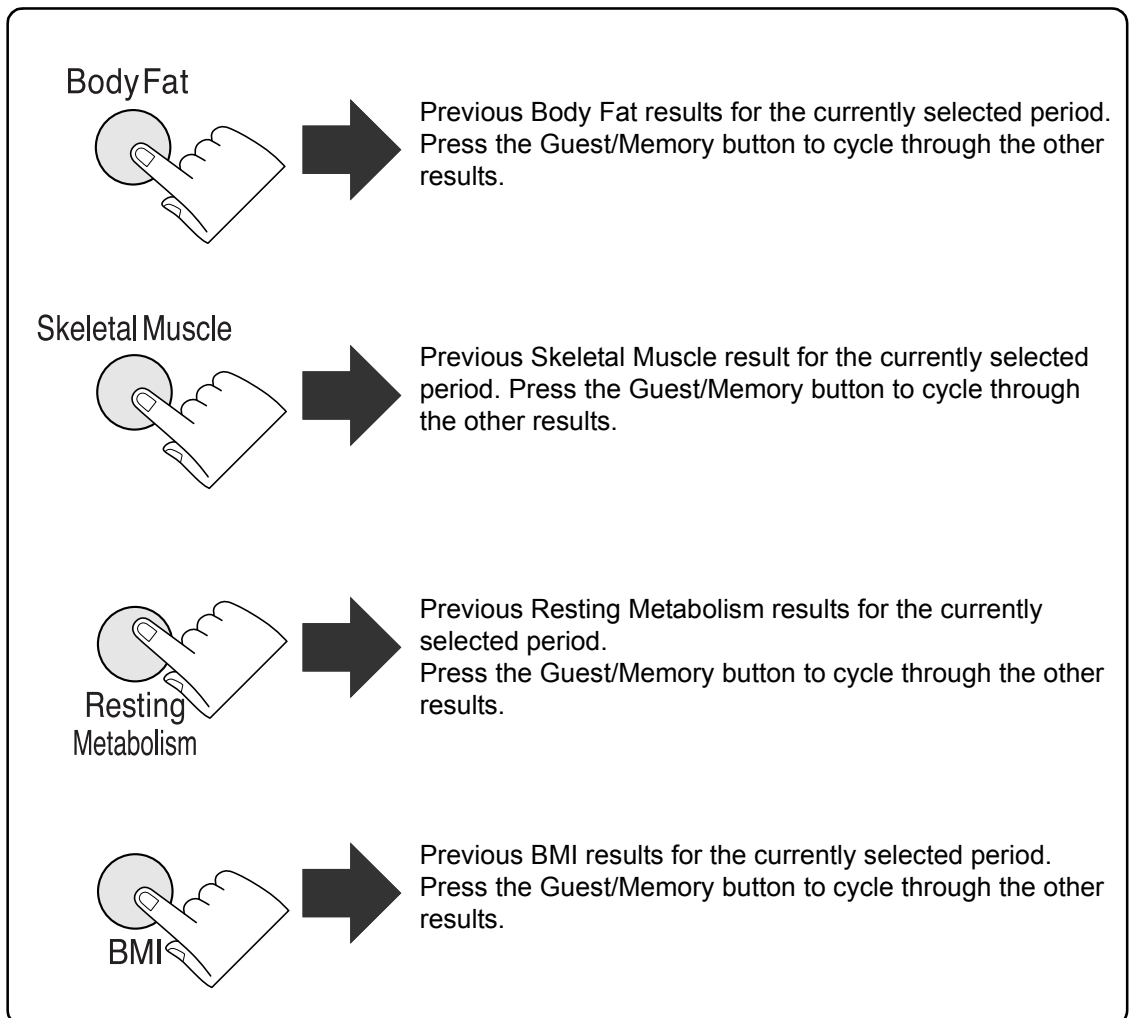 Body Fat
Previous Body Fat results for the currently selected period.
Press the Guest/Memory button to cycle through the other
results.
Skeletal Muscle
Previous Skeletal Muscle result for the currently selected
period. Press the Guest/Memory button to cycle through
the other results.
Resting
Metabolism
Previous Resting Metabolism results for the currently
selected period.
Press the Guest/Memory button to cycle through the other
results.
BMI
Previous BMI results for the currently selected period.
Press the Guest/Memory button to cycle through the other
results.